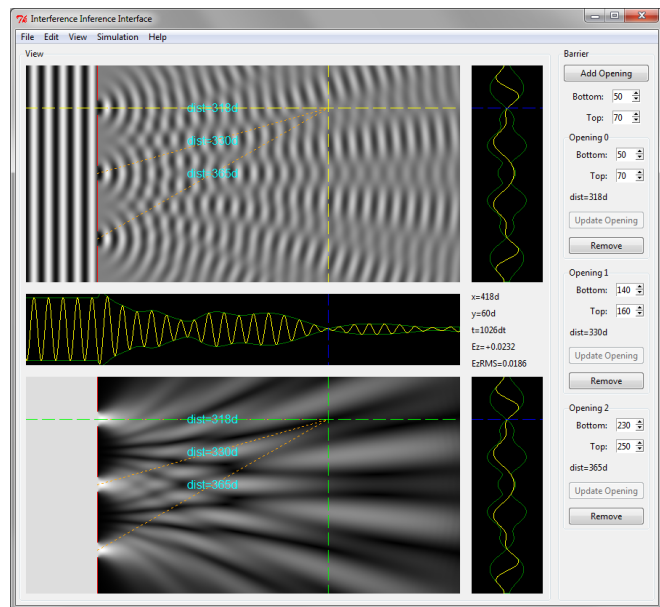 Interference Inference Interface
File Edit View Simulation Help
View
dist=318d
dist=330d
dist=365d
x=418d
y=60d
t=1026dt
Ez=+0.0232
EzRMS=0.0186
dist=318d
dist=330d
dist=365d
Barrier
Add Opening
Bottom: 50
Top: 70
Opening 0
Bottom: 50
Top: 70
dist=318d
Update Opening
Remove
Opening 1
Bottom: 140
Top: 160
dist=330d
Update Opening
Remove
Opening 2
Bottom: 230
Top: 250
dist=365d
Update Opening
Remove